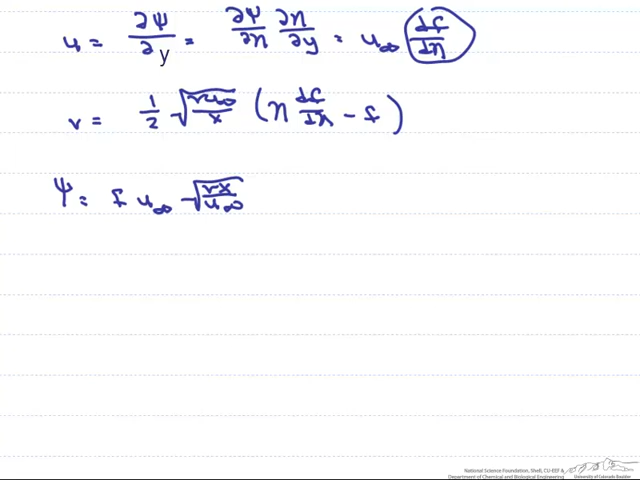 u = ∂Ψ/∂y = ∂Ψ/∂η ∂η/∂y = u∞ df/dη
v = 1/2 √(νu∞/x) (η df/dη − f)
Ψ = f u∞ √(νx/u∞)
National Science Foundation, Shell, CU-EEF &
Department of Chemical and Biological Engineering University of Colorado Boulder